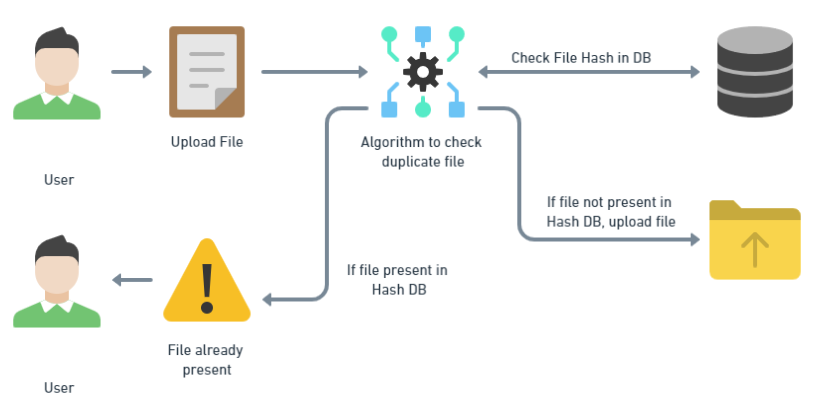 Check File Hash in DB
Upload File
Algorithm to check
duplicate file
User
If file not present in
Hash DB, upload file
If file present in
Hash DB
File already
present
User